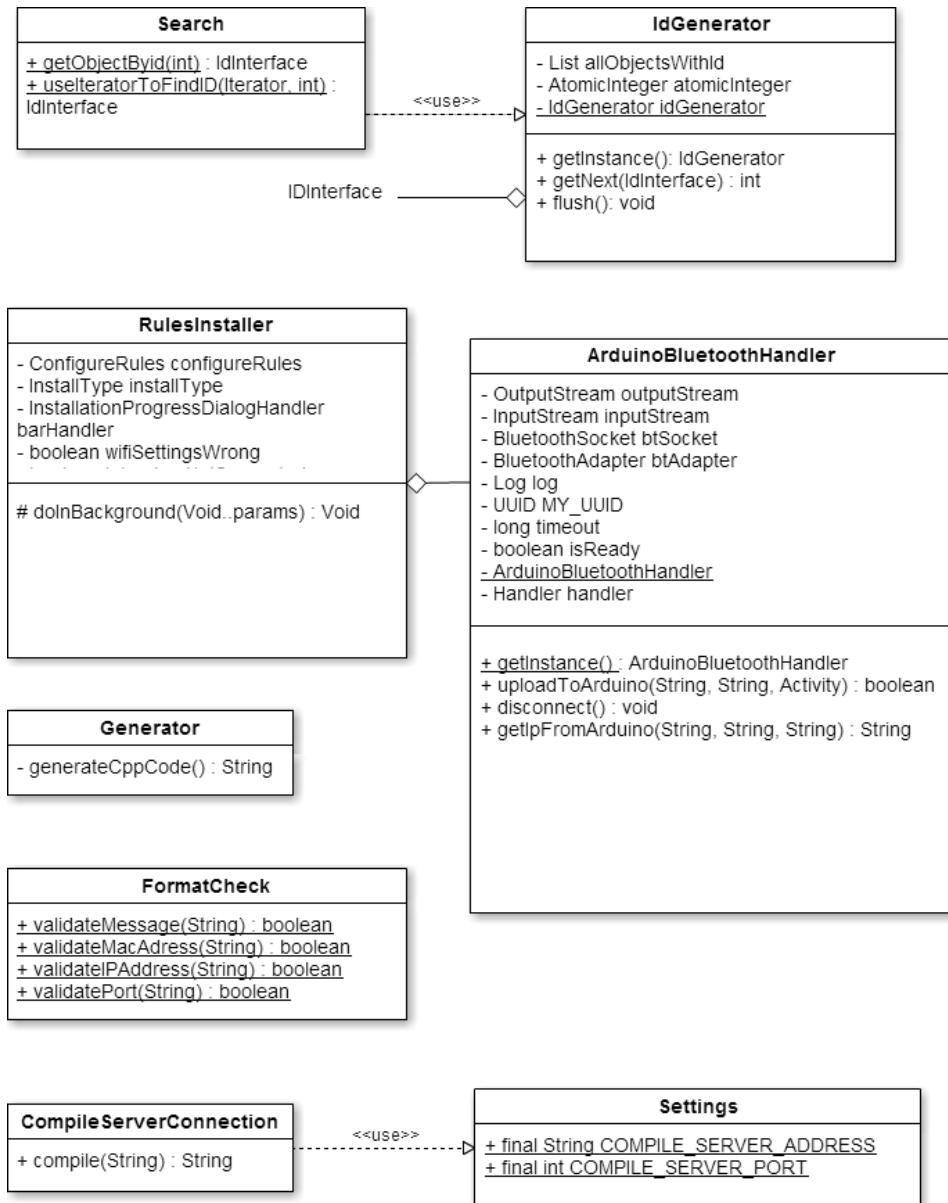 Search
+ getObjectByid(int) : IdInterface
+ useIteratorToFindID(Iterator, int) :
IdInterface
<<use>>
IdGenerator
- List allObjectsWithId
- AtomicInteger atomicInteger
- IdGenerator idGenerator
+ getInstance(): IdGenerator
+ getNext(IdInterface) : int
+ flush(): void
IDInterface
RulesInstaller
- ConfigureRules configureRules
- InstallType installType
- InstallationProgressDialogHandler
barHandler
- boolean wifiSettingsWrong
# doInBackground(Void..params) : Void
ArduinoBluetoothHandler
- OutputStream outputStream
- InputStream inputStream
- BluetoothSocket btSocket
- BluetoothAdapter btAdapter
- Log log
- UUID MY_UUID
- long timeout
- boolean isReady
- ArduinoBluetoothHandler
- Handler handler
+ getInstance() : ArduinoBluetoothHandler
+ uploadToArduino(String, String, Activity) : boolean
+ disconnect() : void
+ getIpFromArduino(String, String, String) : String
Generator
- generateCppCode() : String
FormatCheck
+ validateMessage(String) : boolean
+ validateMacAdress(String) : boolean
+ validateIPAddress(String) : boolean
+ validatePort(String) : boolean
CompileServerConnection
+ compile(String) : String
<<use>>
Settings
+ final String COMPILE_SERVER_ADDRESS
+ final int COMPILE_SERVER_PORT